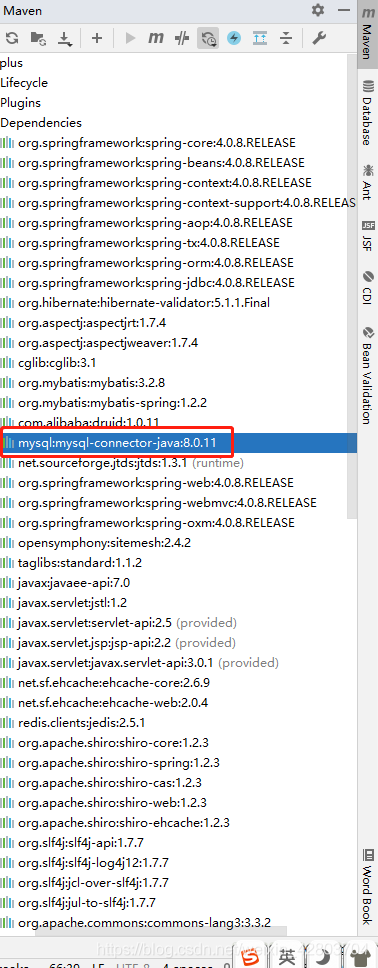 Maven
plus
Lifecycle
Plugins
Dependencies
org.springframework:spring-core:4.0.8.RELEASE
org.springframework:spring-beans:4.0.8.RELEASE
org.springframework:spring-context:4.0.8.RELEASE
org.springframework:spring-context-support:4.0.8.RELEASE
org.springframework:spring-aop:4.0.8.RELEASE
org.springframework:spring-tx:4.0.8.RELEASE
org.springframework:spring-orm:4.0.8.RELEASE
org.springframework:spring-jdbc:4.0.8.RELEASE
org.hibernate:hibernate-validator:5.1.1.Final
org.aspectj:aspectjrt:1.7.4
org.aspectj:aspectjweaver:1.7.4
cglib:cglib:3.1
org.mybatis:mybatis:3.2.8
org.mybatis:mybatis-spring:1.2.2
com.alibaba:druid:1.0.11
mysql:mysql-connector-java:8.0.11
net.sourceforge.jtds:jtds:1.3.1 (runtime)
org.springframework:spring-web:4.0.8.RELEASE
org.springframework:spring-webmvc:4.0.8.RELEASE
org.springframework:spring-oxm:4.0.8.RELEASE
opensymphony:sitemesh:2.4.2
taglibs:standard:1.1.2
javax:javaee-api:7.0
javax.servlet:jstl:1.2
javax.servlet:servlet-api:2.5 (provided)
javax.servlet.jsp:jsp-api:2.2 (provided)
javax.servlet:javax.servlet-api:3.0.1 (provided)
net.sf.ehcache:ehcache-core:2.6.9
net.sf.ehcache:ehcache-web:2.0.4
redis.clients:jedis:2.5.1
org.apache.shiro:shiro-core:1.2.3
org.apache.shiro:shiro-spring:1.2.3
org.apache.shiro:shiro-cas:1.2.3
org.apache.shiro:shiro-web:1.2.3
org.apache.shiro:shiro-ehcache:1.2.3
org.slf4j:slf4j-api:1.7.7
org.slf4j:slf4j-log4j12:1.7.7
org.slf4j:jcl-over-slf4j:1.7.7
org.slf4j:jul-to-slf4j:1.7.7
org.apache.commons:commons-lang3:3.3.2
Maven
Database
Ant
JSF
CDI
Bean Validation
Word Book
英